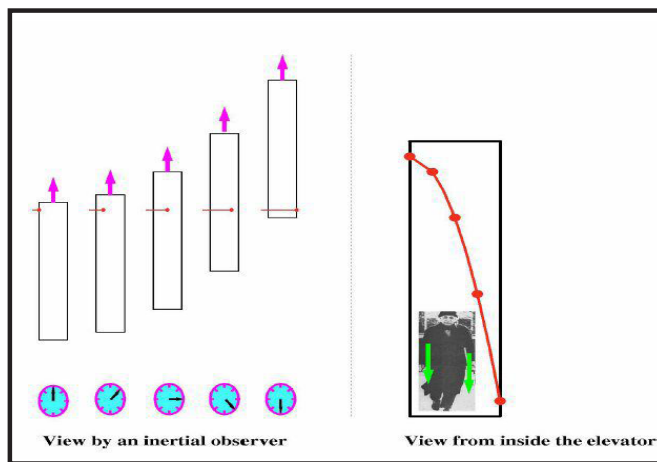 View by an inertial observer
View from inside the elevator